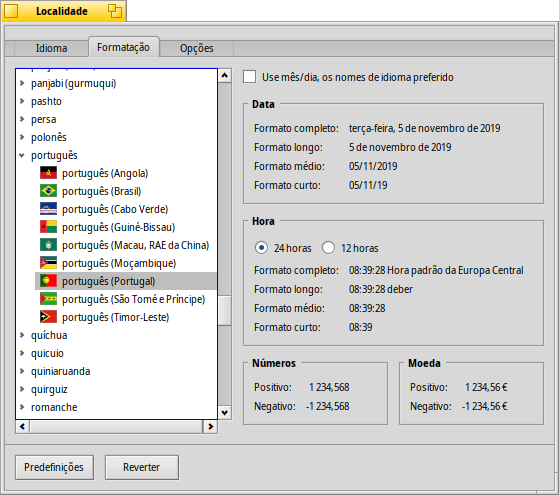 Localidade
Idioma
Formatação
Opções
panjabi (gurmuqui)
pashto
persa
polonês
português
português (Angola)
português (Brasil)
português (Cabo Verde)
português (Guiné-Bissau)
português (Macau, RAE da China)
português (Moçambique)
português (Portugal)
português (São Tomé e Príncipe)
português (Timor-Leste)
quíchua
quicuio
quiniaruanda
quirguiz
romanche
Use mês/dia, os nomes de idioma preferido
Data
Formato completo: terça-feira, 5 de novembro de 2019
Formato longo: 5 de novembro de 2019
Formato médio: 05/11/2019
Formato curto: 05/11/19
Hora
24 horas 12 horas
Formato completo: 08:39:28 Hora padrão da Europa Central
Formato longo: 08:39:28 deber
Formato médio: 08:39:28
Formato curto: 08:39
Números
Positivo: 1 234,568
Negativo: -1 234,568
Moeda
Positivo: 1 234,56 €
Negativo: -1 234,56 €
Predefinições
Reverter